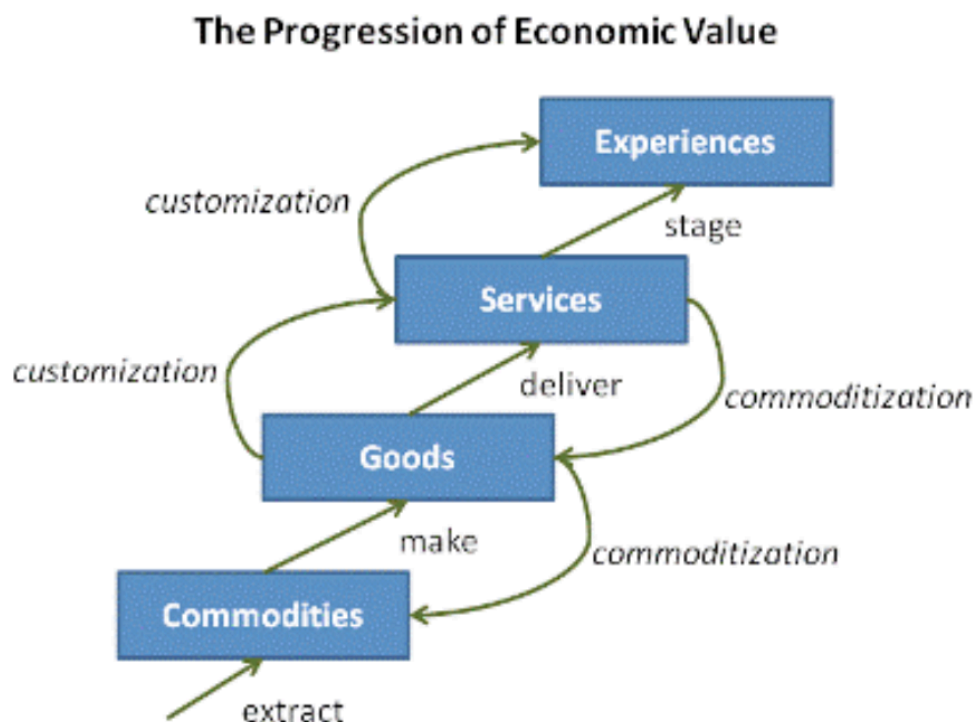 The Progression of Economic Value
Experiences
customization
stage
Services
customization
deliver
commoditization
Goods
make
commoditization
Commodities
extract